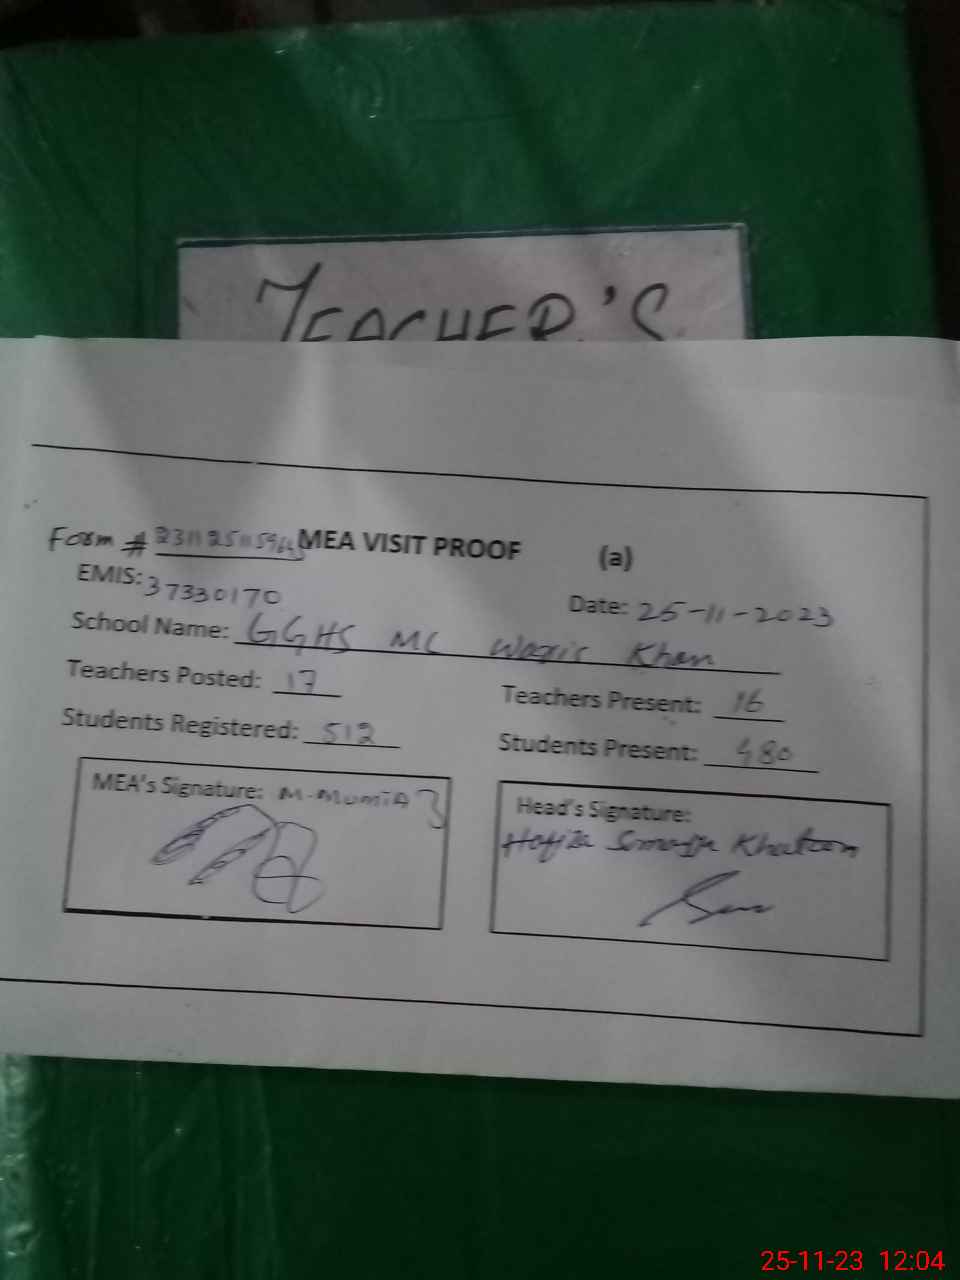 TEACHER'S
Form # MEA VISIT PROOF (a)
EMIS: 37330170
Date: 25-11-2023
School Name: GGHS MC Waris Khan
Teachers Posted: 17
Teachers Present: 16
Students Registered: 512
Students Present: 480
MEA's Signature: M-Mumtaz
Head's Signature:
Hafiza Khatoon
25-11-23 12:04